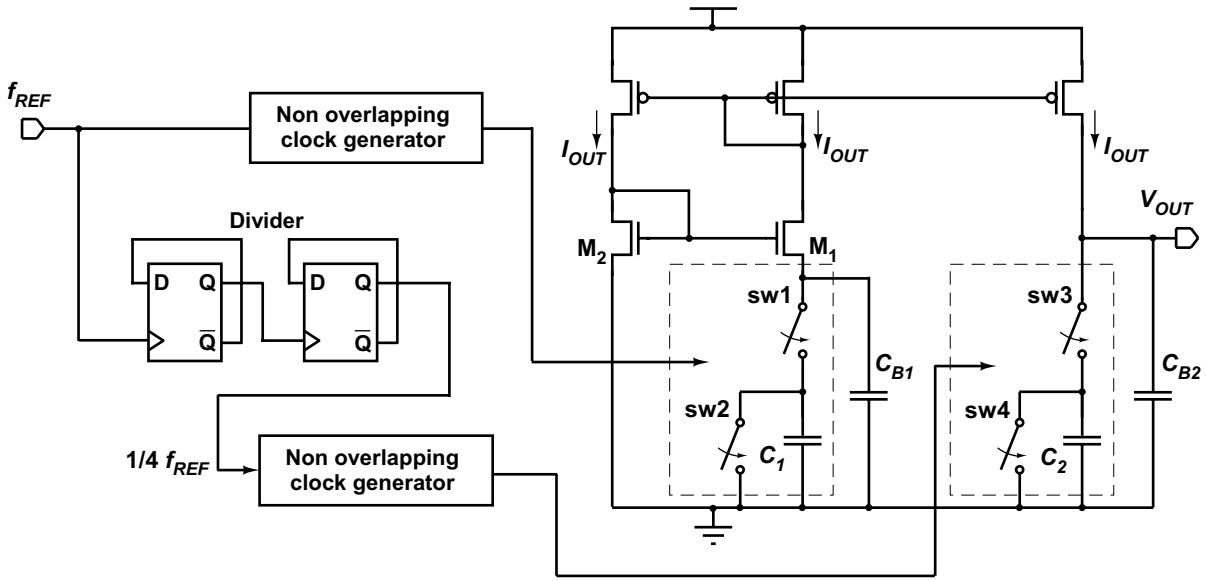 f_REF
Non overlapping
clock generator
I_OUT
I_OUT
I_OUT
V_OUT
Divider
M_2
M_1
D Q
Q̅
D Q
Q̅
sw1
sw3
C_B1
C_B2
sw2
sw4
C_1
C_2
1/4 f_REF
Non overlapping
clock generator